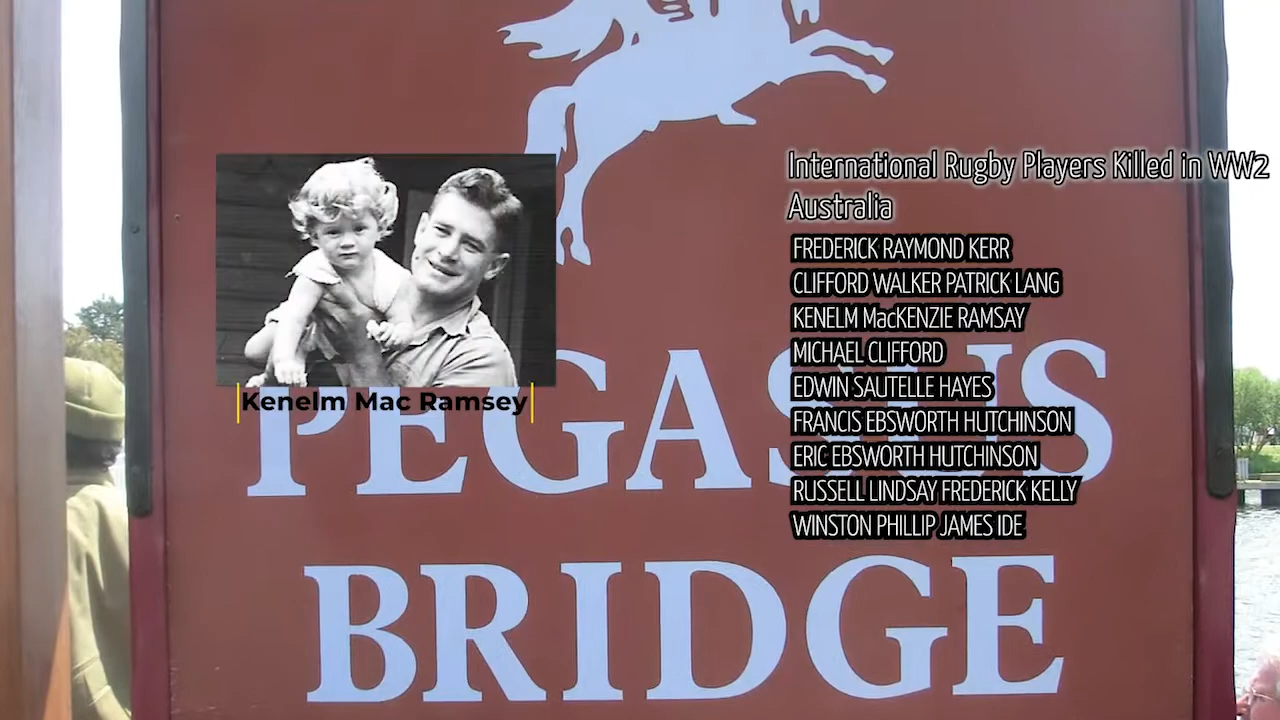 International Rugby Players Killed in WW2
Australia
FREDERICK RAYMOND KERR
CLIFFORD WALKER PATRICK LANG
KENELM MacKENZIE RAMSAY
MICHAEL CLIFFORD
EDWIN SAUTELLE HAYES
FRANCIS EBSWORTH HUTCHINSON
ERIC EBSWORTH HUTCHINSON
RUSSELL LINDSAY FREDERICK KELLY
WINSTON PHILLIP JAMES IDE
Kenelm Mac Ramsey
PEGASUS
BRIDGE